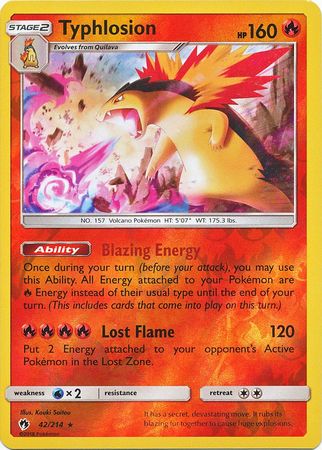 STAGE2 Typhlosion HP160
Evolves from Quilava
NO. 157 Volcano Pokémon HT: 5'07" WT: 175.3 lbs.
Ability Blazing Energy
Once during your turn (before your attack), you may use
this Ability. All Energy attached to your Pokémon are
Energy instead of their usual type until the end of your
turn. (This includes cards that come into play on this turn.)
Lost Flame 120
Put 2 Energy attached to your opponent's Active
Pokémon in the Lost Zone.
weakness ×2 resistance retreat
Illus. Kouki Saitou
42/214 ★
©2018 Pokémon
It has a secret, devastating move. It rubs its
blazing fur together to cause huge explosions.